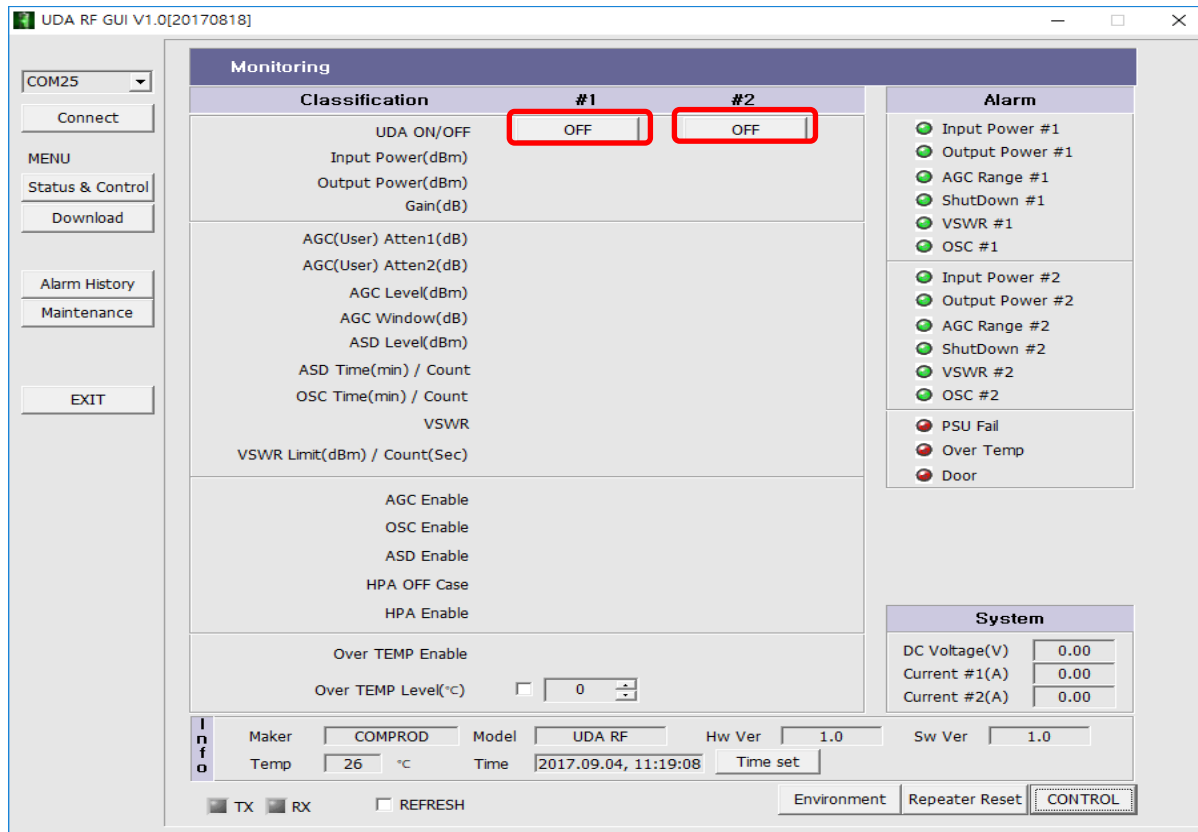 UDA RF GUI V1.0[20170818]
COM25
Connect
MENU
Status & Control
Download
Alarm History
Maintenance
EXIT
Monitoring
Classification #1 #2
UDA ON/OFF OFF OFF
Input Power(dBm)
Output Power(dBm)
Gain(dB)
AGC(User) Atten1(dB)
AGC(User) Atten2(dB)
AGC Level(dBm)
AGC Window(dB)
ASD Level(dBm)
ASD Time(min) / Count
OSC Time(min) / Count
VSWR
VSWR Limit(dBm) / Count(Sec)
AGC Enable
OSC Enable
ASD Enable
HPA OFF Case
HPA Enable
Over TEMP Enable
Over TEMP Level(℃) 0
Alarm
Input Power #1
Output Power #1
AGC Range #1
ShutDown #1
VSWR #1
OSC #1
Input Power #2
Output Power #2
AGC Range #2
ShutDown #2
VSWR #2
OSC #2
PSU Fail
Over Temp
Door
System
DC Voltage(V) 0.00
Current #1(A) 0.00
Current #2(A) 0.00
Info
Maker COMPROD Model UDA RF Hw Ver 1.0 Sw Ver 1.0
Temp 26 ℃ Time 2017.09.04, 11:19:08 Time set
TX RX REFRESH Environment Repeater Reset CONTROL